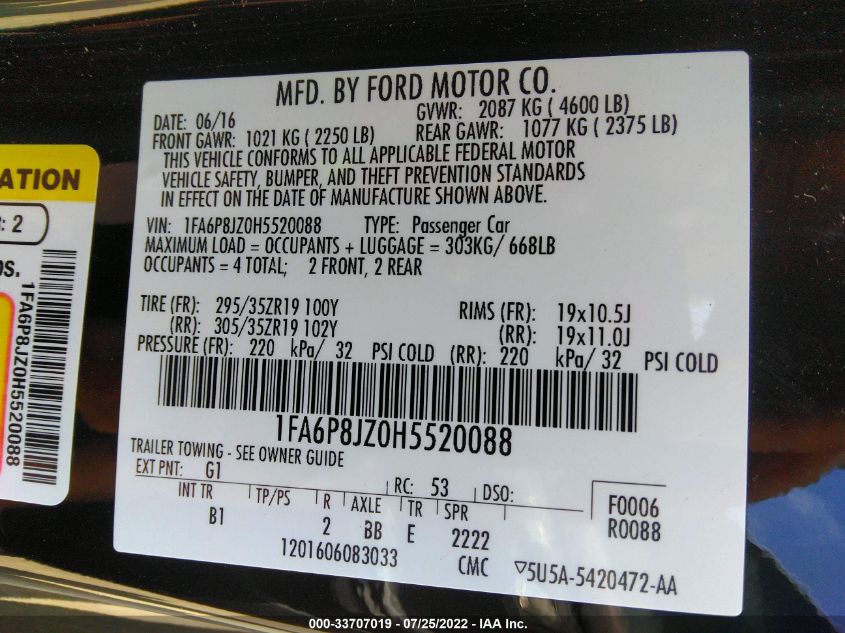 MFD. BY FORD MOTOR CO.
DATE: 06/16 GVWR: 2087 KG ( 4600 LB)
FRONT GAWR: 1021 KG ( 2250 LB) REAR GAWR: 1077 KG ( 2375 LB)
THIS VEHICLE CONFORMS TO ALL APPLICABLE FEDERAL MOTOR
VEHICLE SAFETY, BUMPER, AND THEFT PREVENTION STANDARDS
IN EFFECT ON THE DATE OF MANUFACTURE SHOWN ABOVE.
VIN: 1FA6P8JZ0H5520088 TYPE: Passenger Car
MAXIMUM LOAD = OCCUPANTS + LUGGAGE = 303KG/ 668LB
OCCUPANTS = 4 TOTAL; 2 FRONT, 2 REAR
TIRE (FR): 295/35ZR19 100Y RIMS (FR): 19x10.5J
(RR): 305/35ZR19 102Y (RR): 19x11.0J
PRESSURE (FR): 220 kPa/ 32 PSI COLD (RR): 220 kPa/ 32 PSI COLD
1FA6P8JZ0H5520088
TRAILER TOWING - SEE OWNER GUIDE
EXT PNT: G1 RC: 53 DSO:
INT TR TP/PS R AXLE TR SPR F0006
B1 2 BB E 2222 R0088
1201606083033 CMC ▽5U5A-5420472-AA
ATION
: 2
1FA6P8JZ0H5520088
000-33707019 - 07/25/2022 - IAA Inc.